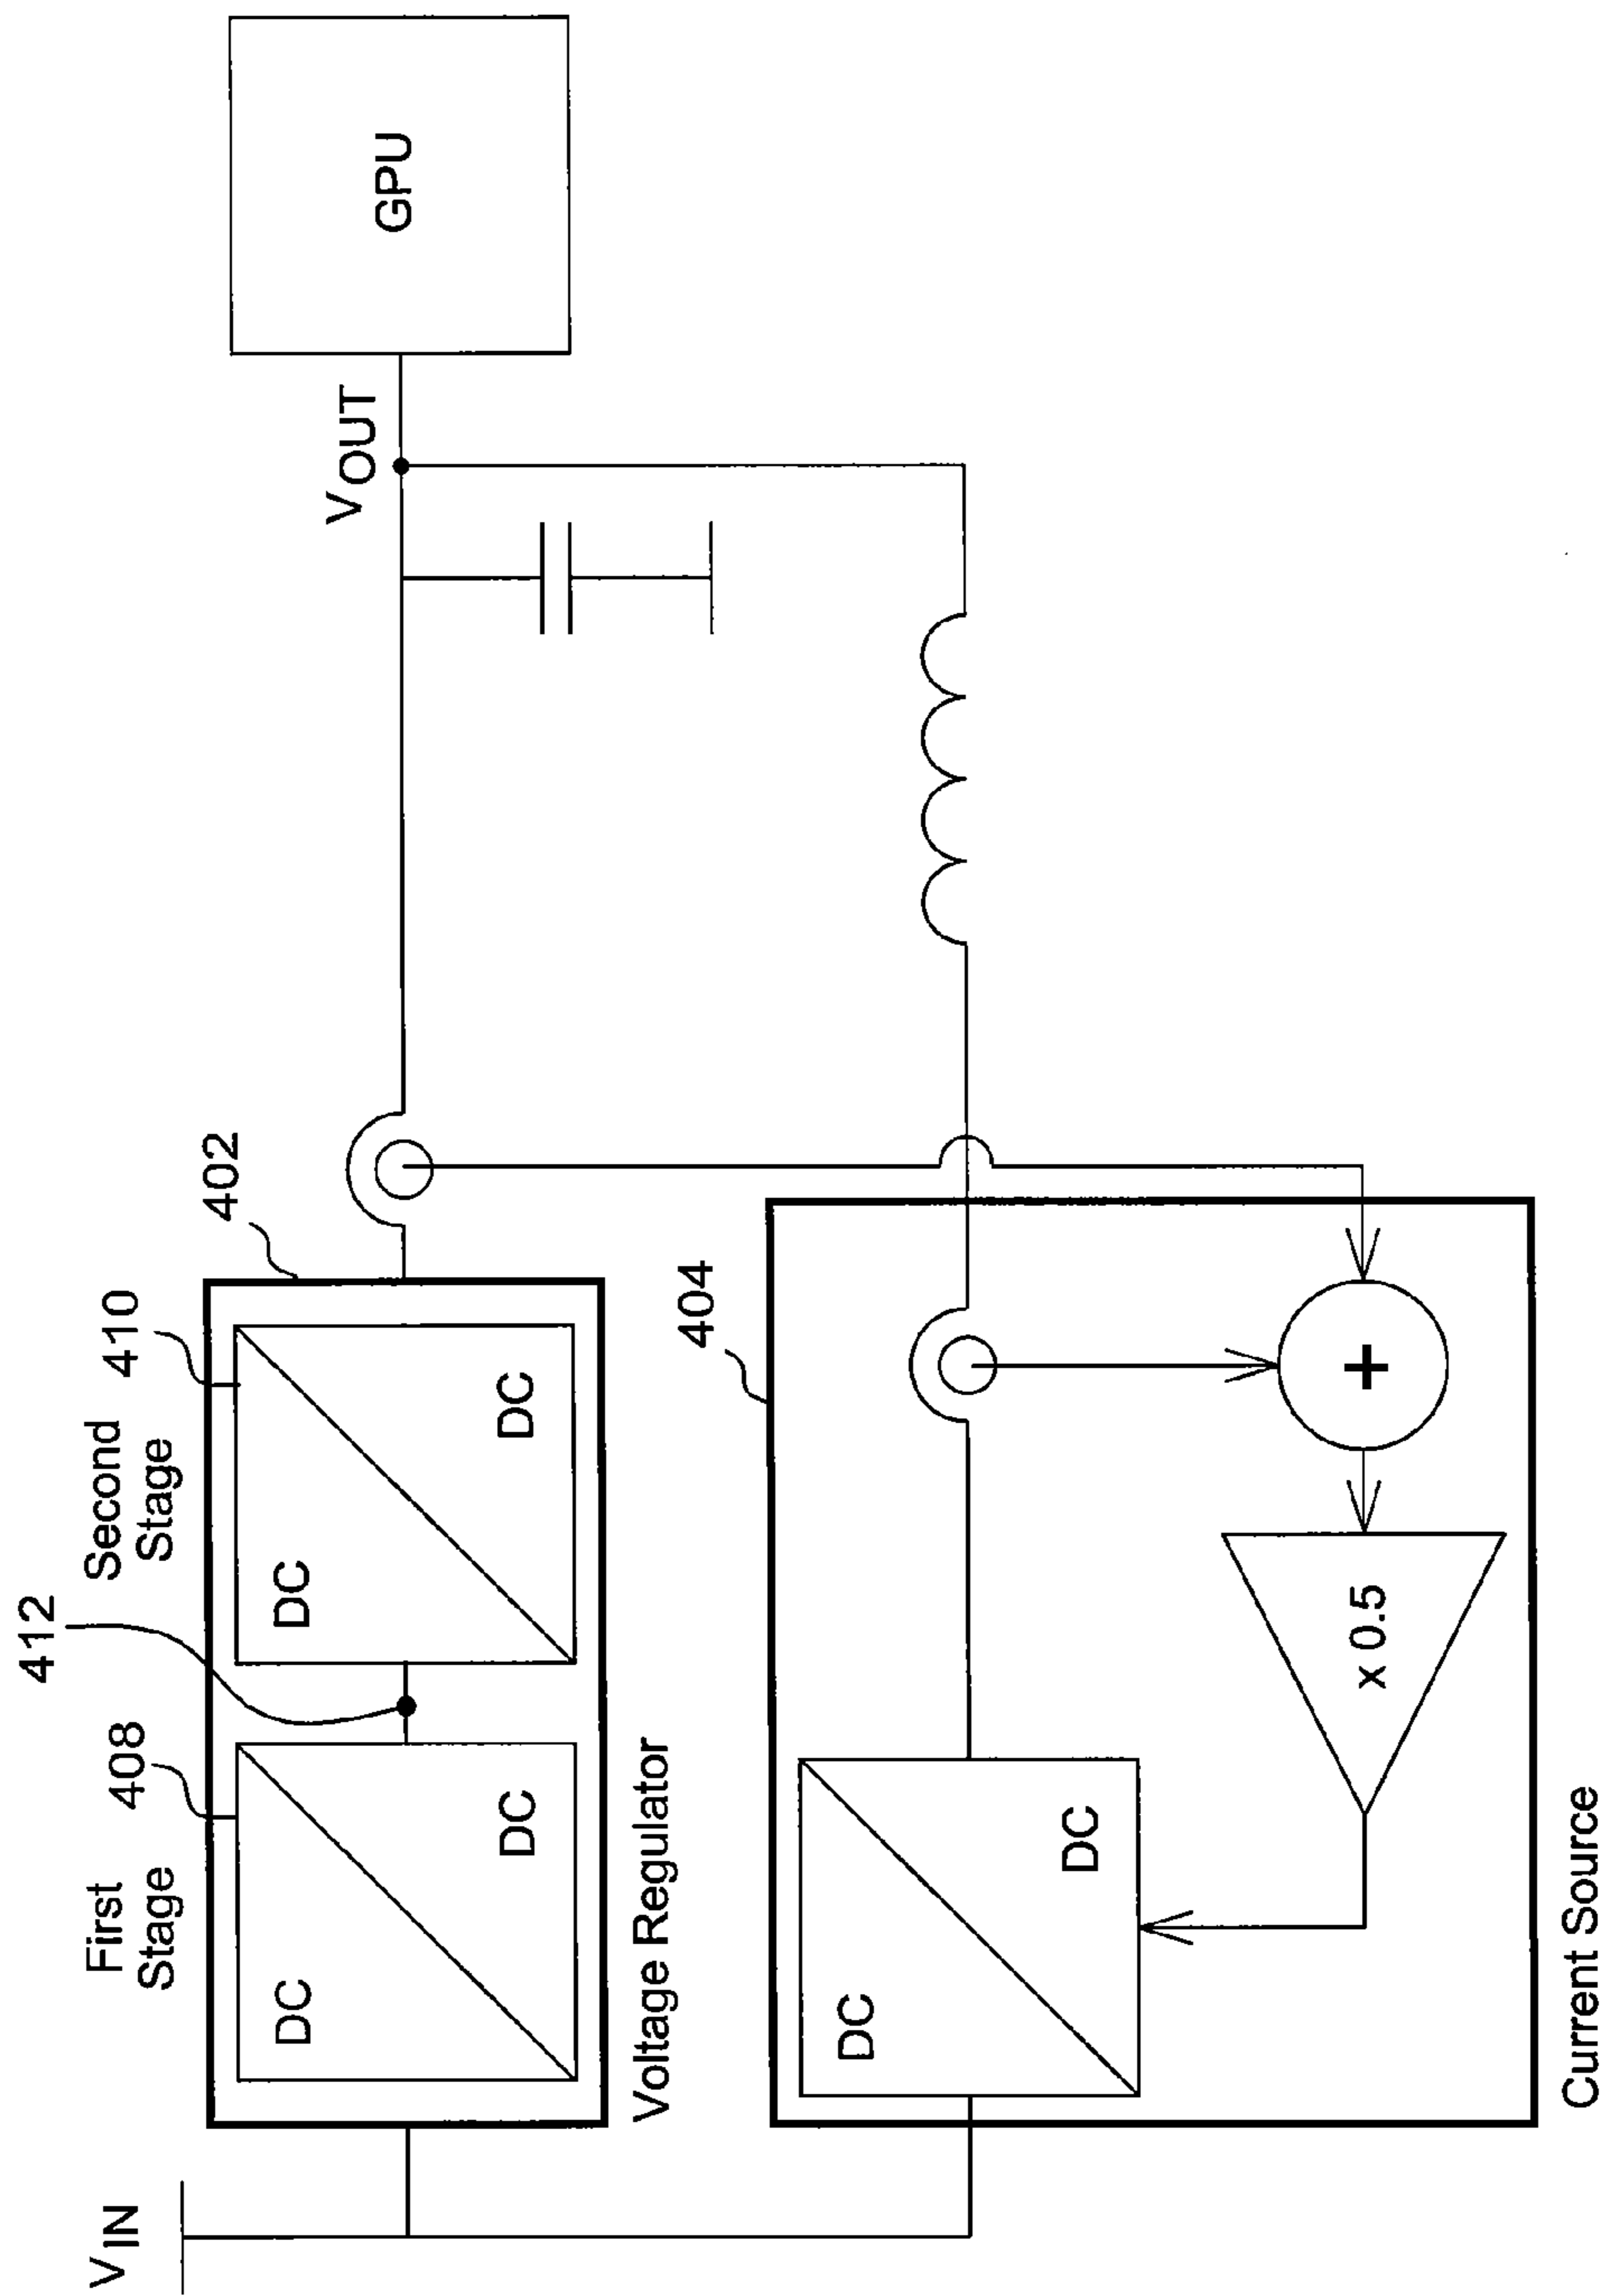 412
408
410
402
First
Stage
Second
Stage
VIN
DC
DC
DC
DC
VOUT
GPU
Voltage Regulator
404
DC
DC
+
x 0.5
Current Source